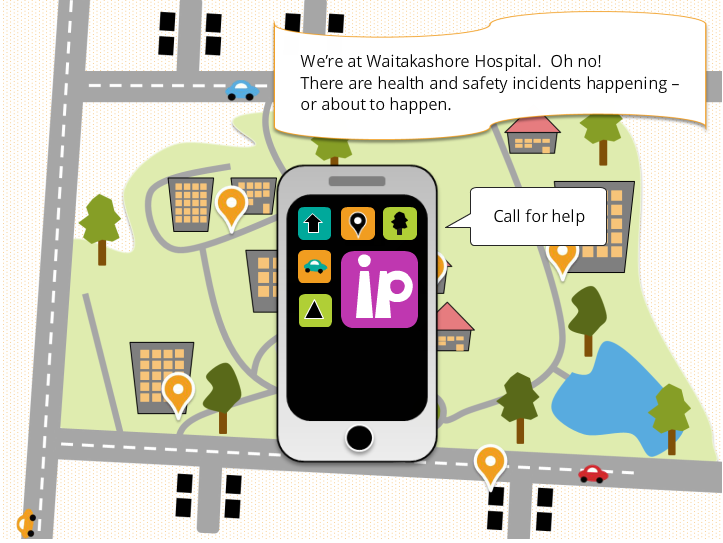 We're at Waitakashore Hospital.  Oh no!
There are health and safety incidents happening –
or about to happen.
Call for help
ip